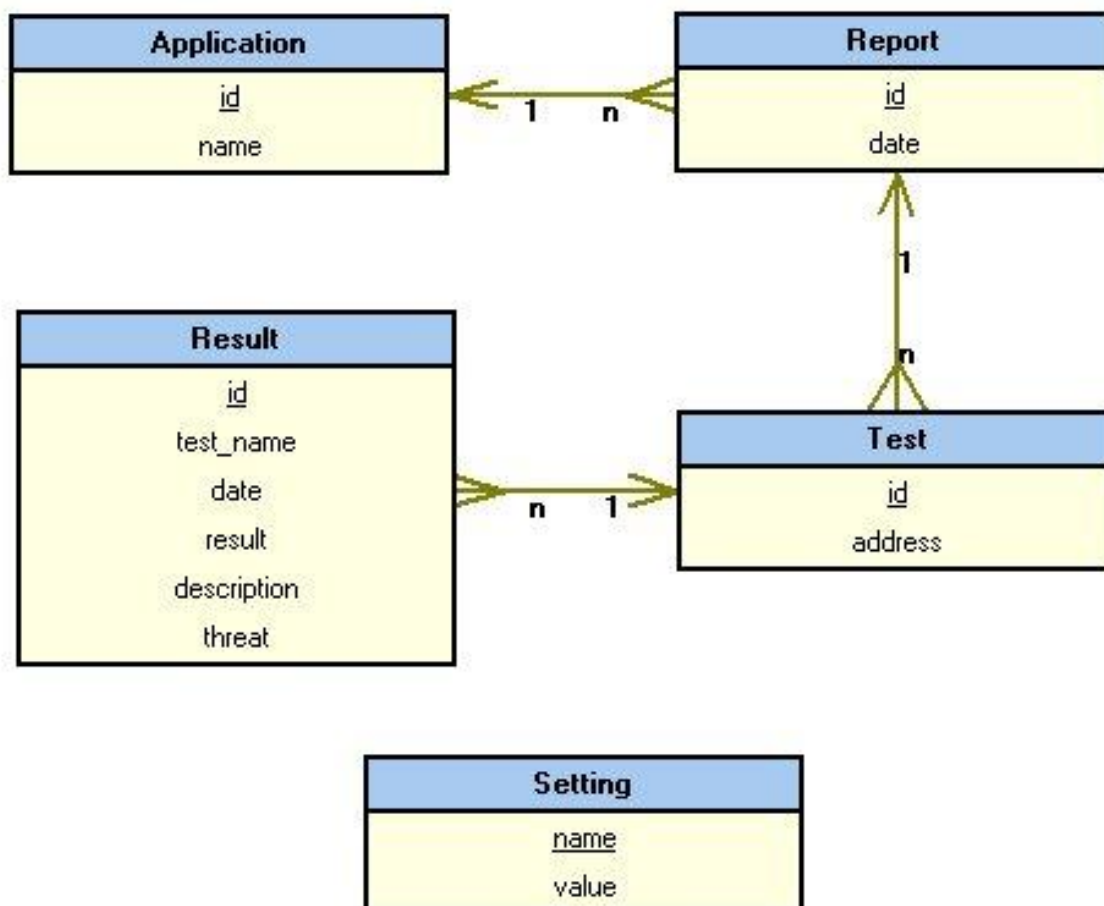 Application
id
name
1 n
Report
id
date
1
n
Result
id
test_name
date
result
description
threat
n 1
Test
id
address
Setting
name
value